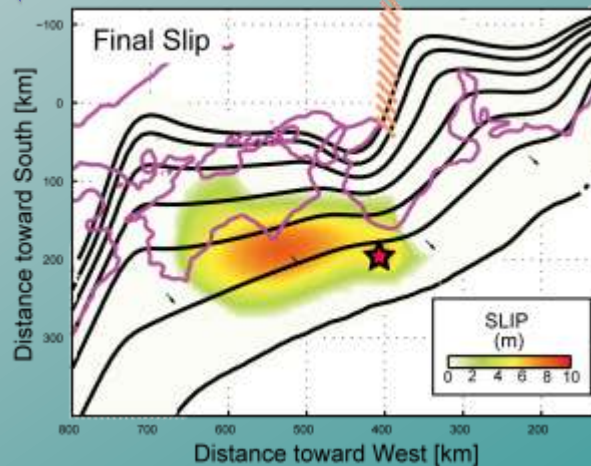 Final Slip
Distance toward South [km]
-100
0
100
200
300
SLIP
(m)
0 2 4 6 8 10
800 700 600 500 400 300 200
Distance toward West [km]